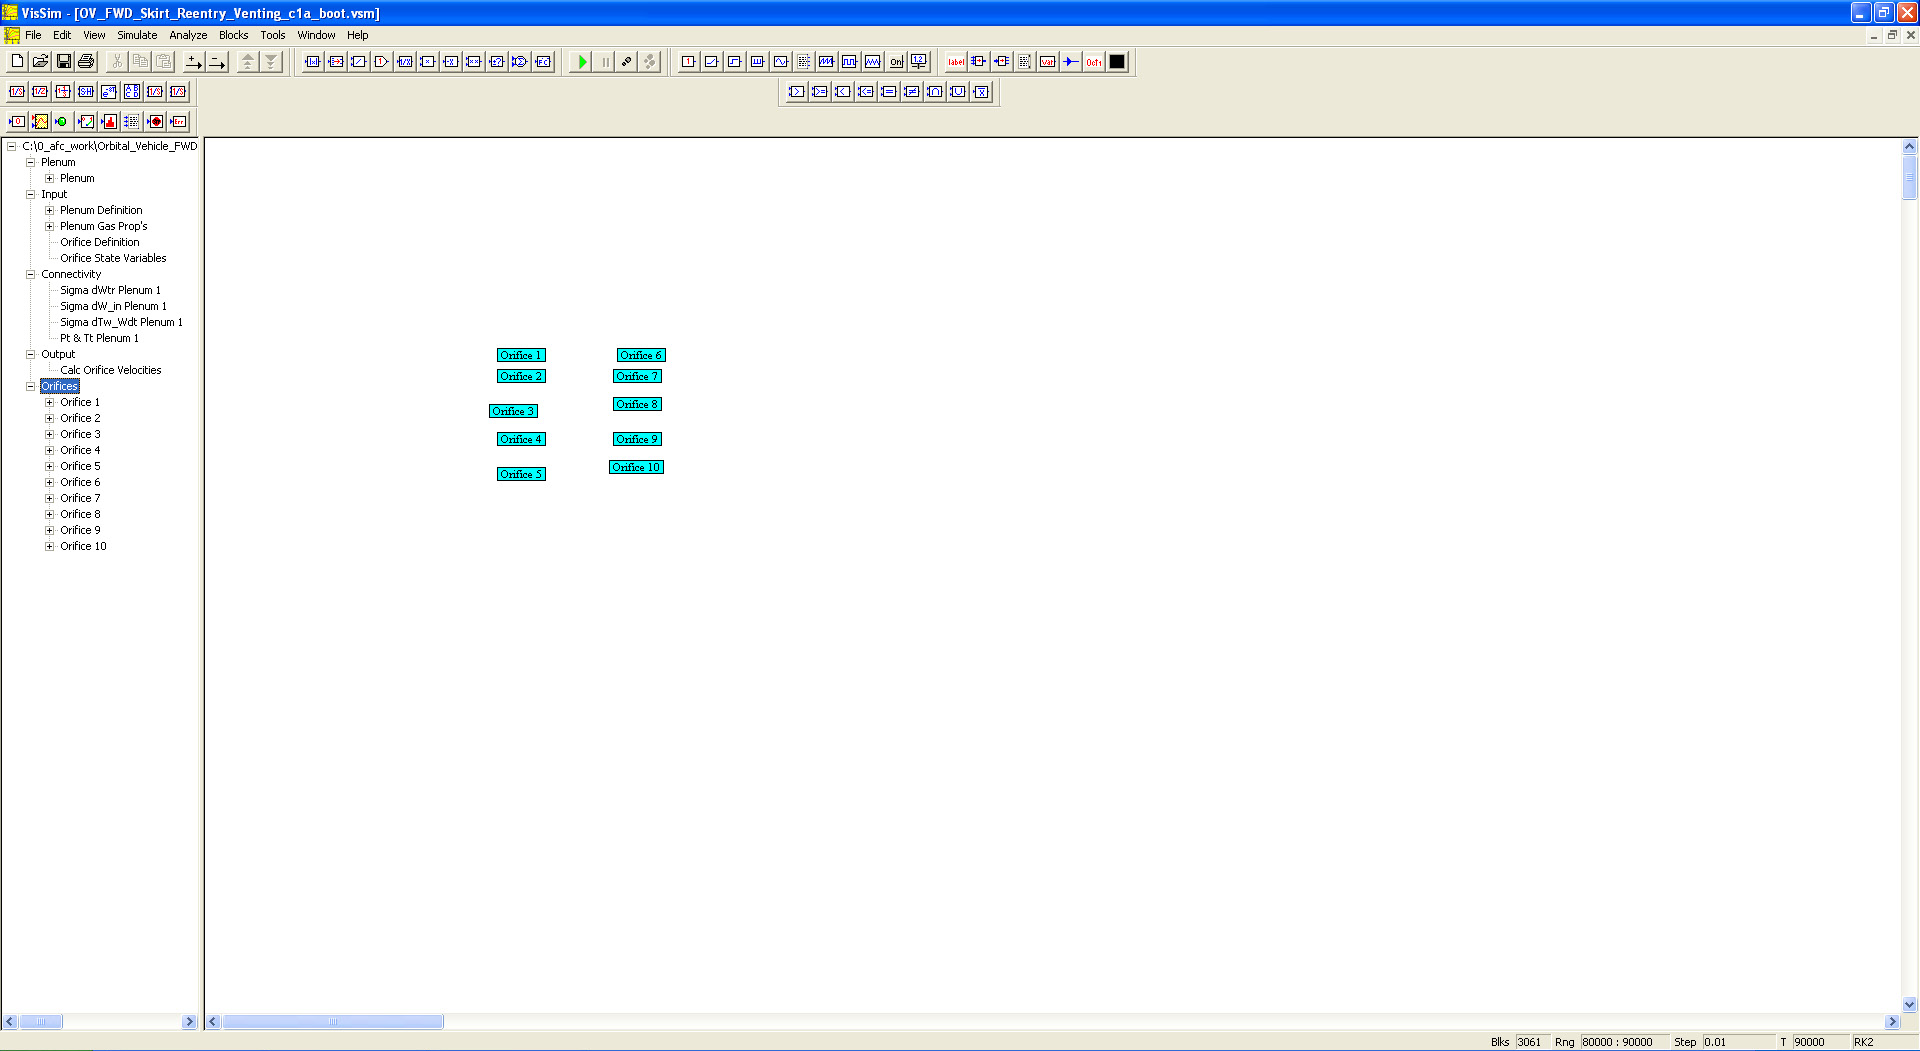 VisSim - [OV_FWD_Skirt_Reentry_Venting_c1a_boot.vsm]
File Edit View Simulate Analyze Blocks Tools Window Help
label
var
On
C:\0_afc_work\Orbital_Vehicle_FWD
Plenum
Plenum
Input
Plenum Definition
Plenum Gas Prop's
Orifice Definition
Orifice State Variables
Connectivity
Sigma dWtr Plenum 1
Sigma dW_in Plenum 1
Sigma dTw_Wdt Plenum 1
Pt & Tt Plenum 1
Output
Calc Orifice Velocities
Orifices
Orifice 1
Orifice 2
Orifice 3
Orifice 4
Orifice 5
Orifice 6
Orifice 7
Orifice 8
Orifice 9
Orifice 10
Orifice 1
Orifice 6
Orifice 2
Orifice 7
Orifice 3
Orifice 8
Orifice 4
Orifice 9
Orifice 5
Orifice 10
Blks 3061 Rng 80000 : 90000 Step 0.01 T 90000 RK2